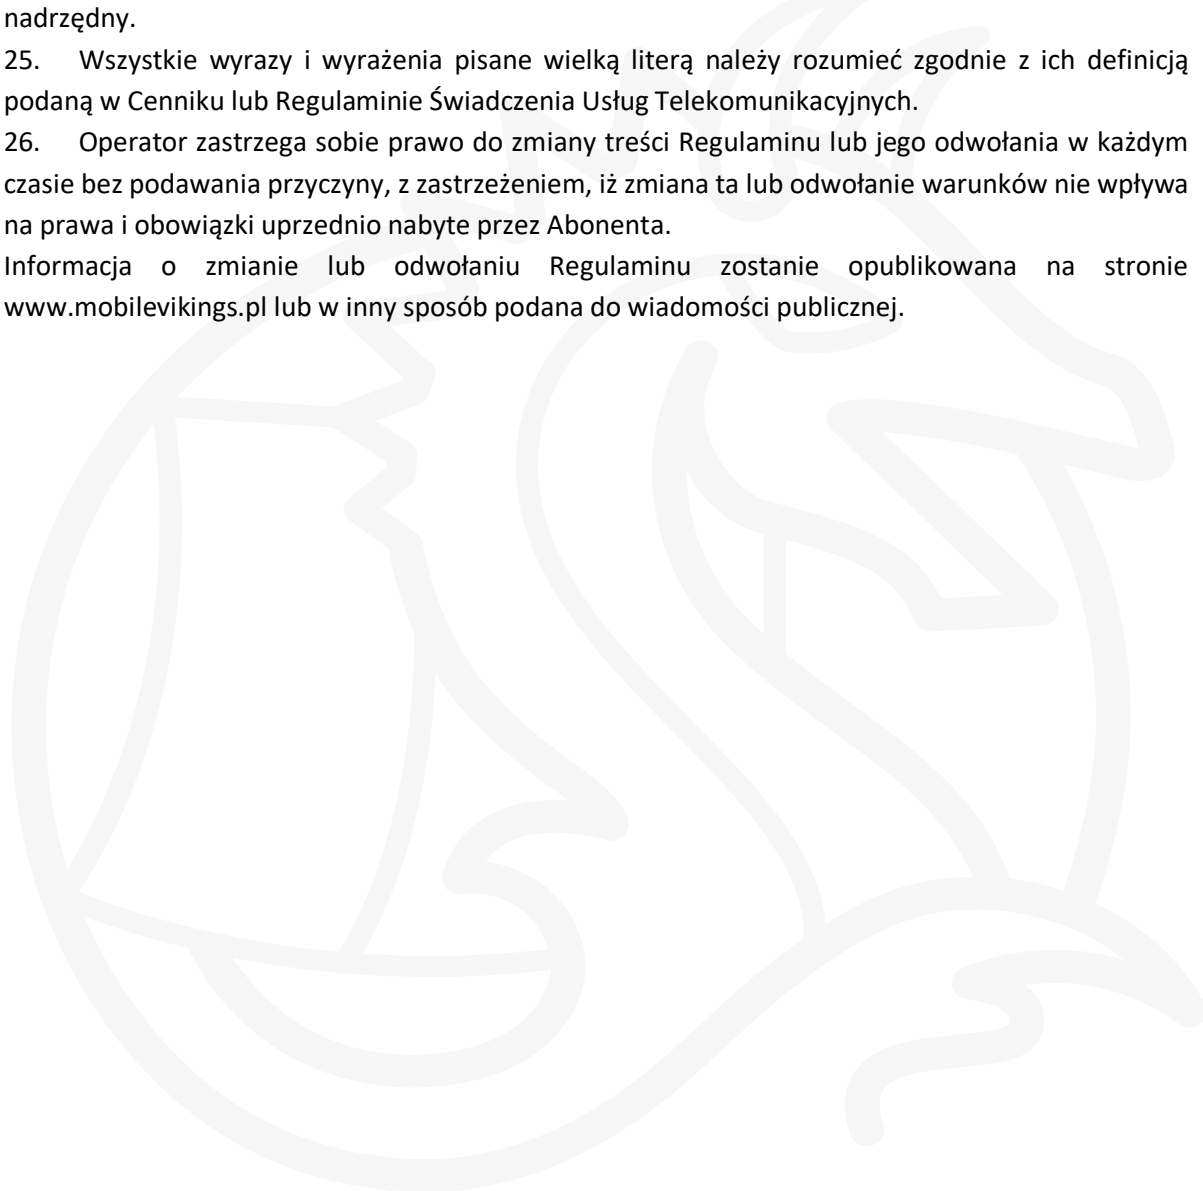 nadrzędny.
25. Wszystkie wyrazy i wyrażenia pisane wielką literą należy rozumieć zgodnie z ich definicją
podaną w Cenniku lub Regulaminie Świadczenia Usług Telekomunikacyjnych.
26. Operator zastrzega sobie prawo do zmiany treści Regulaminu lub jego odwołania w każdym
czasie bez podawania przyczyny, z zastrzeżeniem, iż zmiana ta lub odwołanie warunków nie wpływa
na prawa i obowiązki uprzednio nabyte przez Abonenta.
Informacja o zmianie lub odwołaniu Regulaminu zostanie opublikowana na stronie
www.mobilevikings.pl lub w inny sposób podana do wiadomości publicznej.